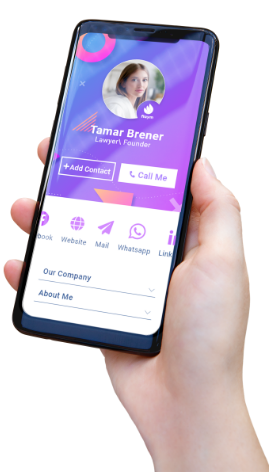 Tamar Brener
Lawyer\ Founder
+Add Contact
Call Me
book
Website
Mail
Whatsapp
Link
Our Company
About Me